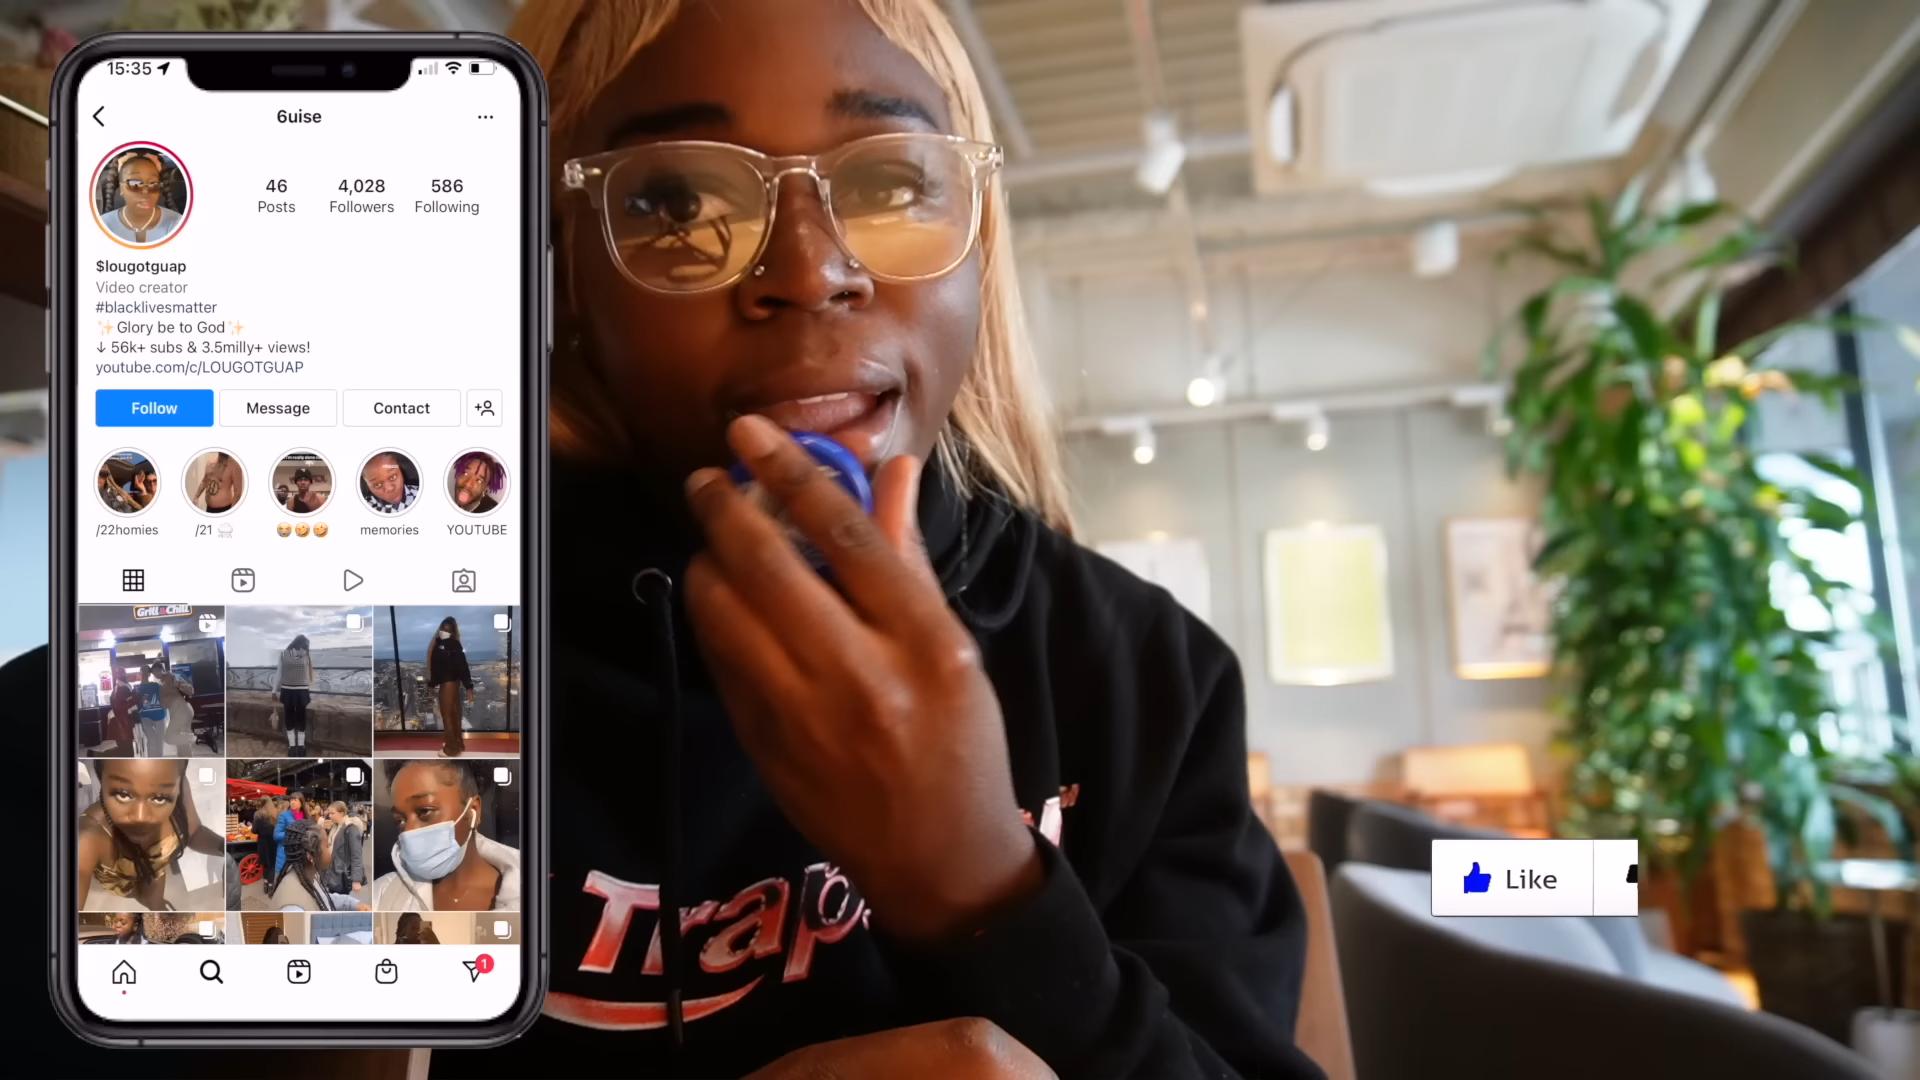 15:35
6uise
46
4,028
586
Posts
Followers
Following
$lougotguap
Video creator
#blacklivesmatter
✨Glory be to God✨
↓ 56k+ subs & 3.5milly+ views!
youtube.com/c/LOUGOTGUAP
Follow
Message
Contact
/22homies
/21 🌨️
😭🤣🤣
memories
YOUTUBE
Grill & Chill
1
Trap
Like